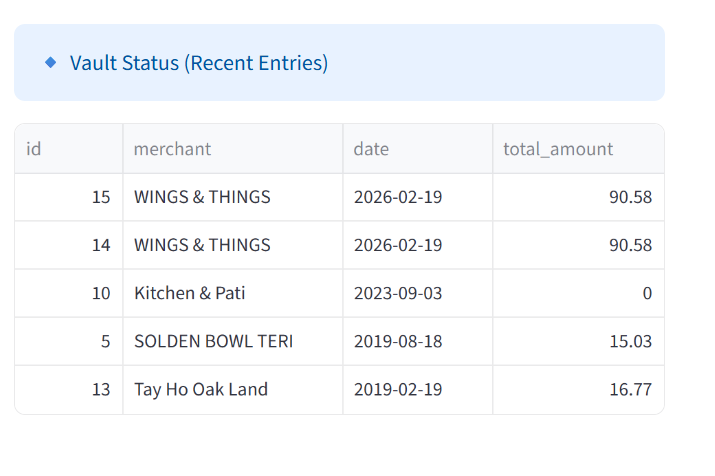 Vault Status (Recent Entries)
id merchant date total_amount
15 WINGS & THINGS 2026-02-19 90.58
14 WINGS & THINGS 2026-02-19 90.58
10 Kitchen & Pati 2023-09-03 0
5 SOLDEN BOWL TERI 2019-08-18 15.03
13 Tay Ho Oak Land 2019-02-19 16.77